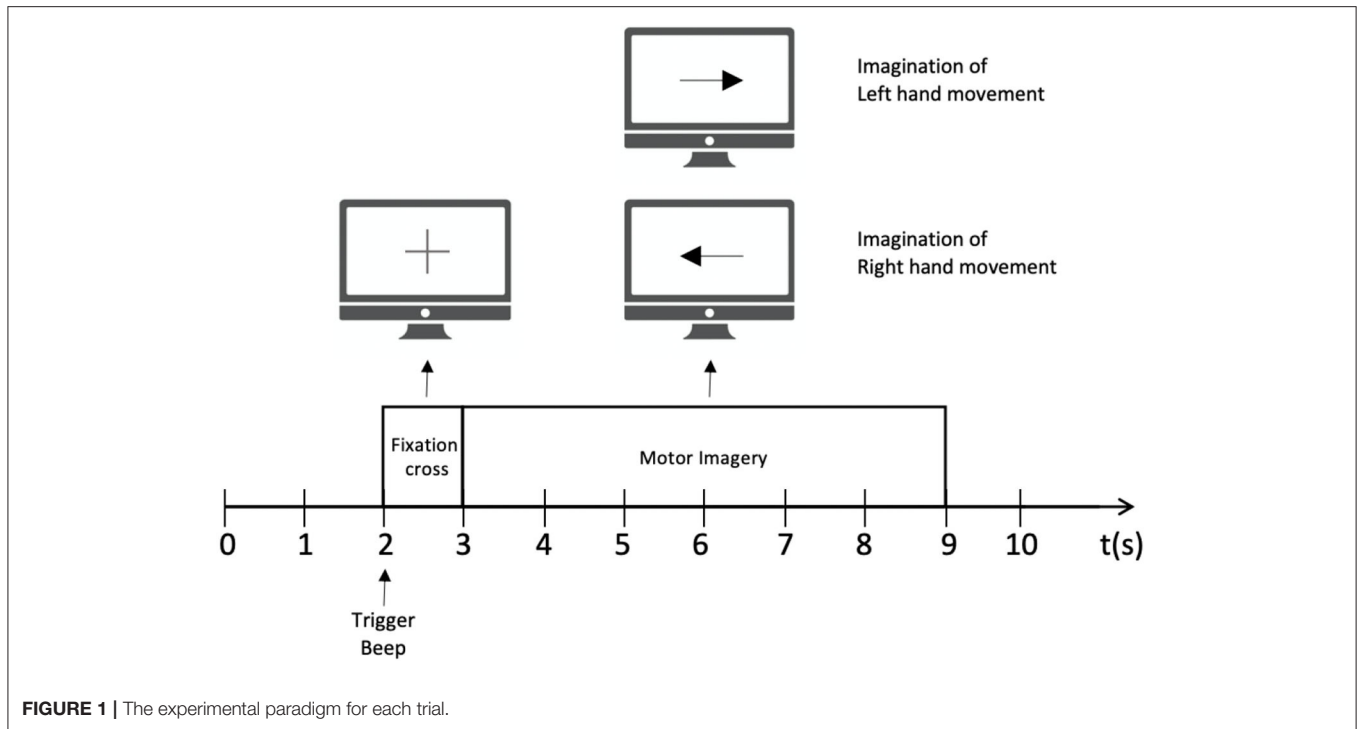 Imagination of
Left hand movement
Imagination of
Right hand movement
Fixation
cross
Motor Imagery
0 1 2 3 4 5 6 7 8 9 10 t(s)
Trigger
Beep
FIGURE 1 | The experimental paradigm for each trial.